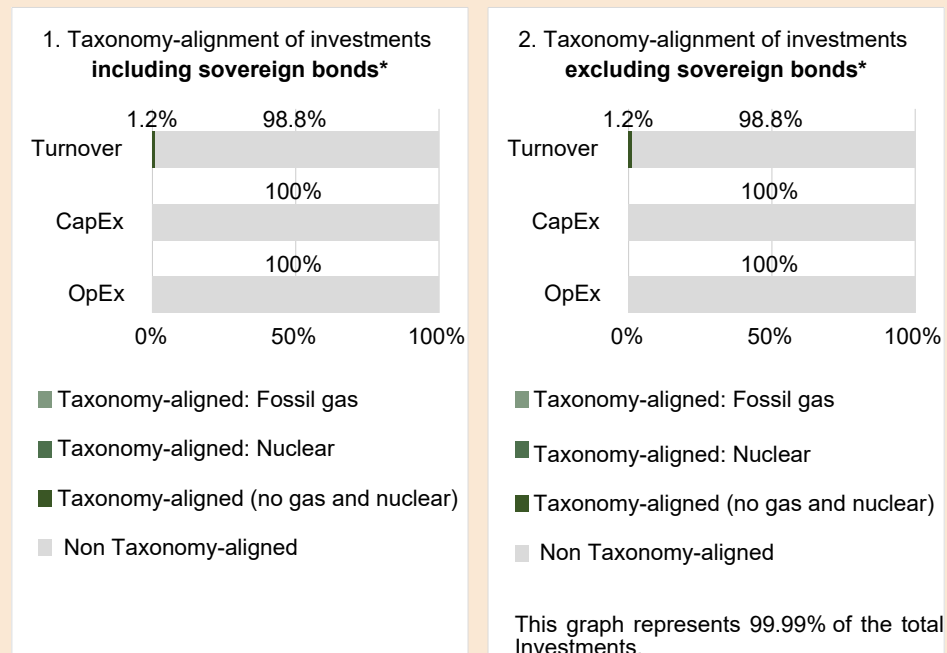 1. Taxonomy-alignment of investments
including sovereign bonds*
1.2% 98.8%
Turnover
100%
CapEx
100%
OpEx
0% 50% 100%
Taxonomy-aligned: Fossil gas
Taxonomy-aligned: Nuclear
Taxonomy-aligned (no gas and nuclear)
Non Taxonomy-aligned
2. Taxonomy-alignment of investments
excluding sovereign bonds*
1.2% 98.8%
Turnover
100%
CapEx
100%
OpEx
0% 50% 100%
Taxonomy-aligned: Fossil gas
Taxonomy-aligned: Nuclear
Taxonomy-aligned (no gas and nuclear)
Non Taxonomy-aligned
This graph represents 99.99% of the total
Investments.